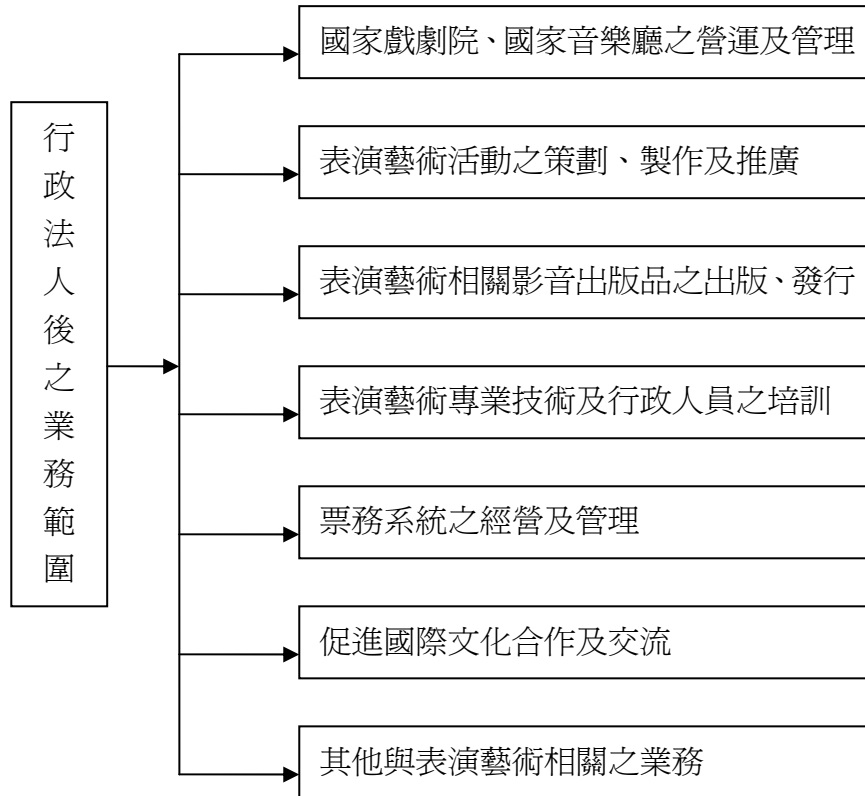 行政法人後之業務範圍
國家戲劇院、國家音樂廳之營運及管理
表演藝術活動之策劃、製作及推廣
表演藝術相關影音出版品之出版、發行
表演藝術專業技術及行政人員之培訓
票務系統之經營及管理
促進國際文化合作及交流
其他與表演藝術相關之業務